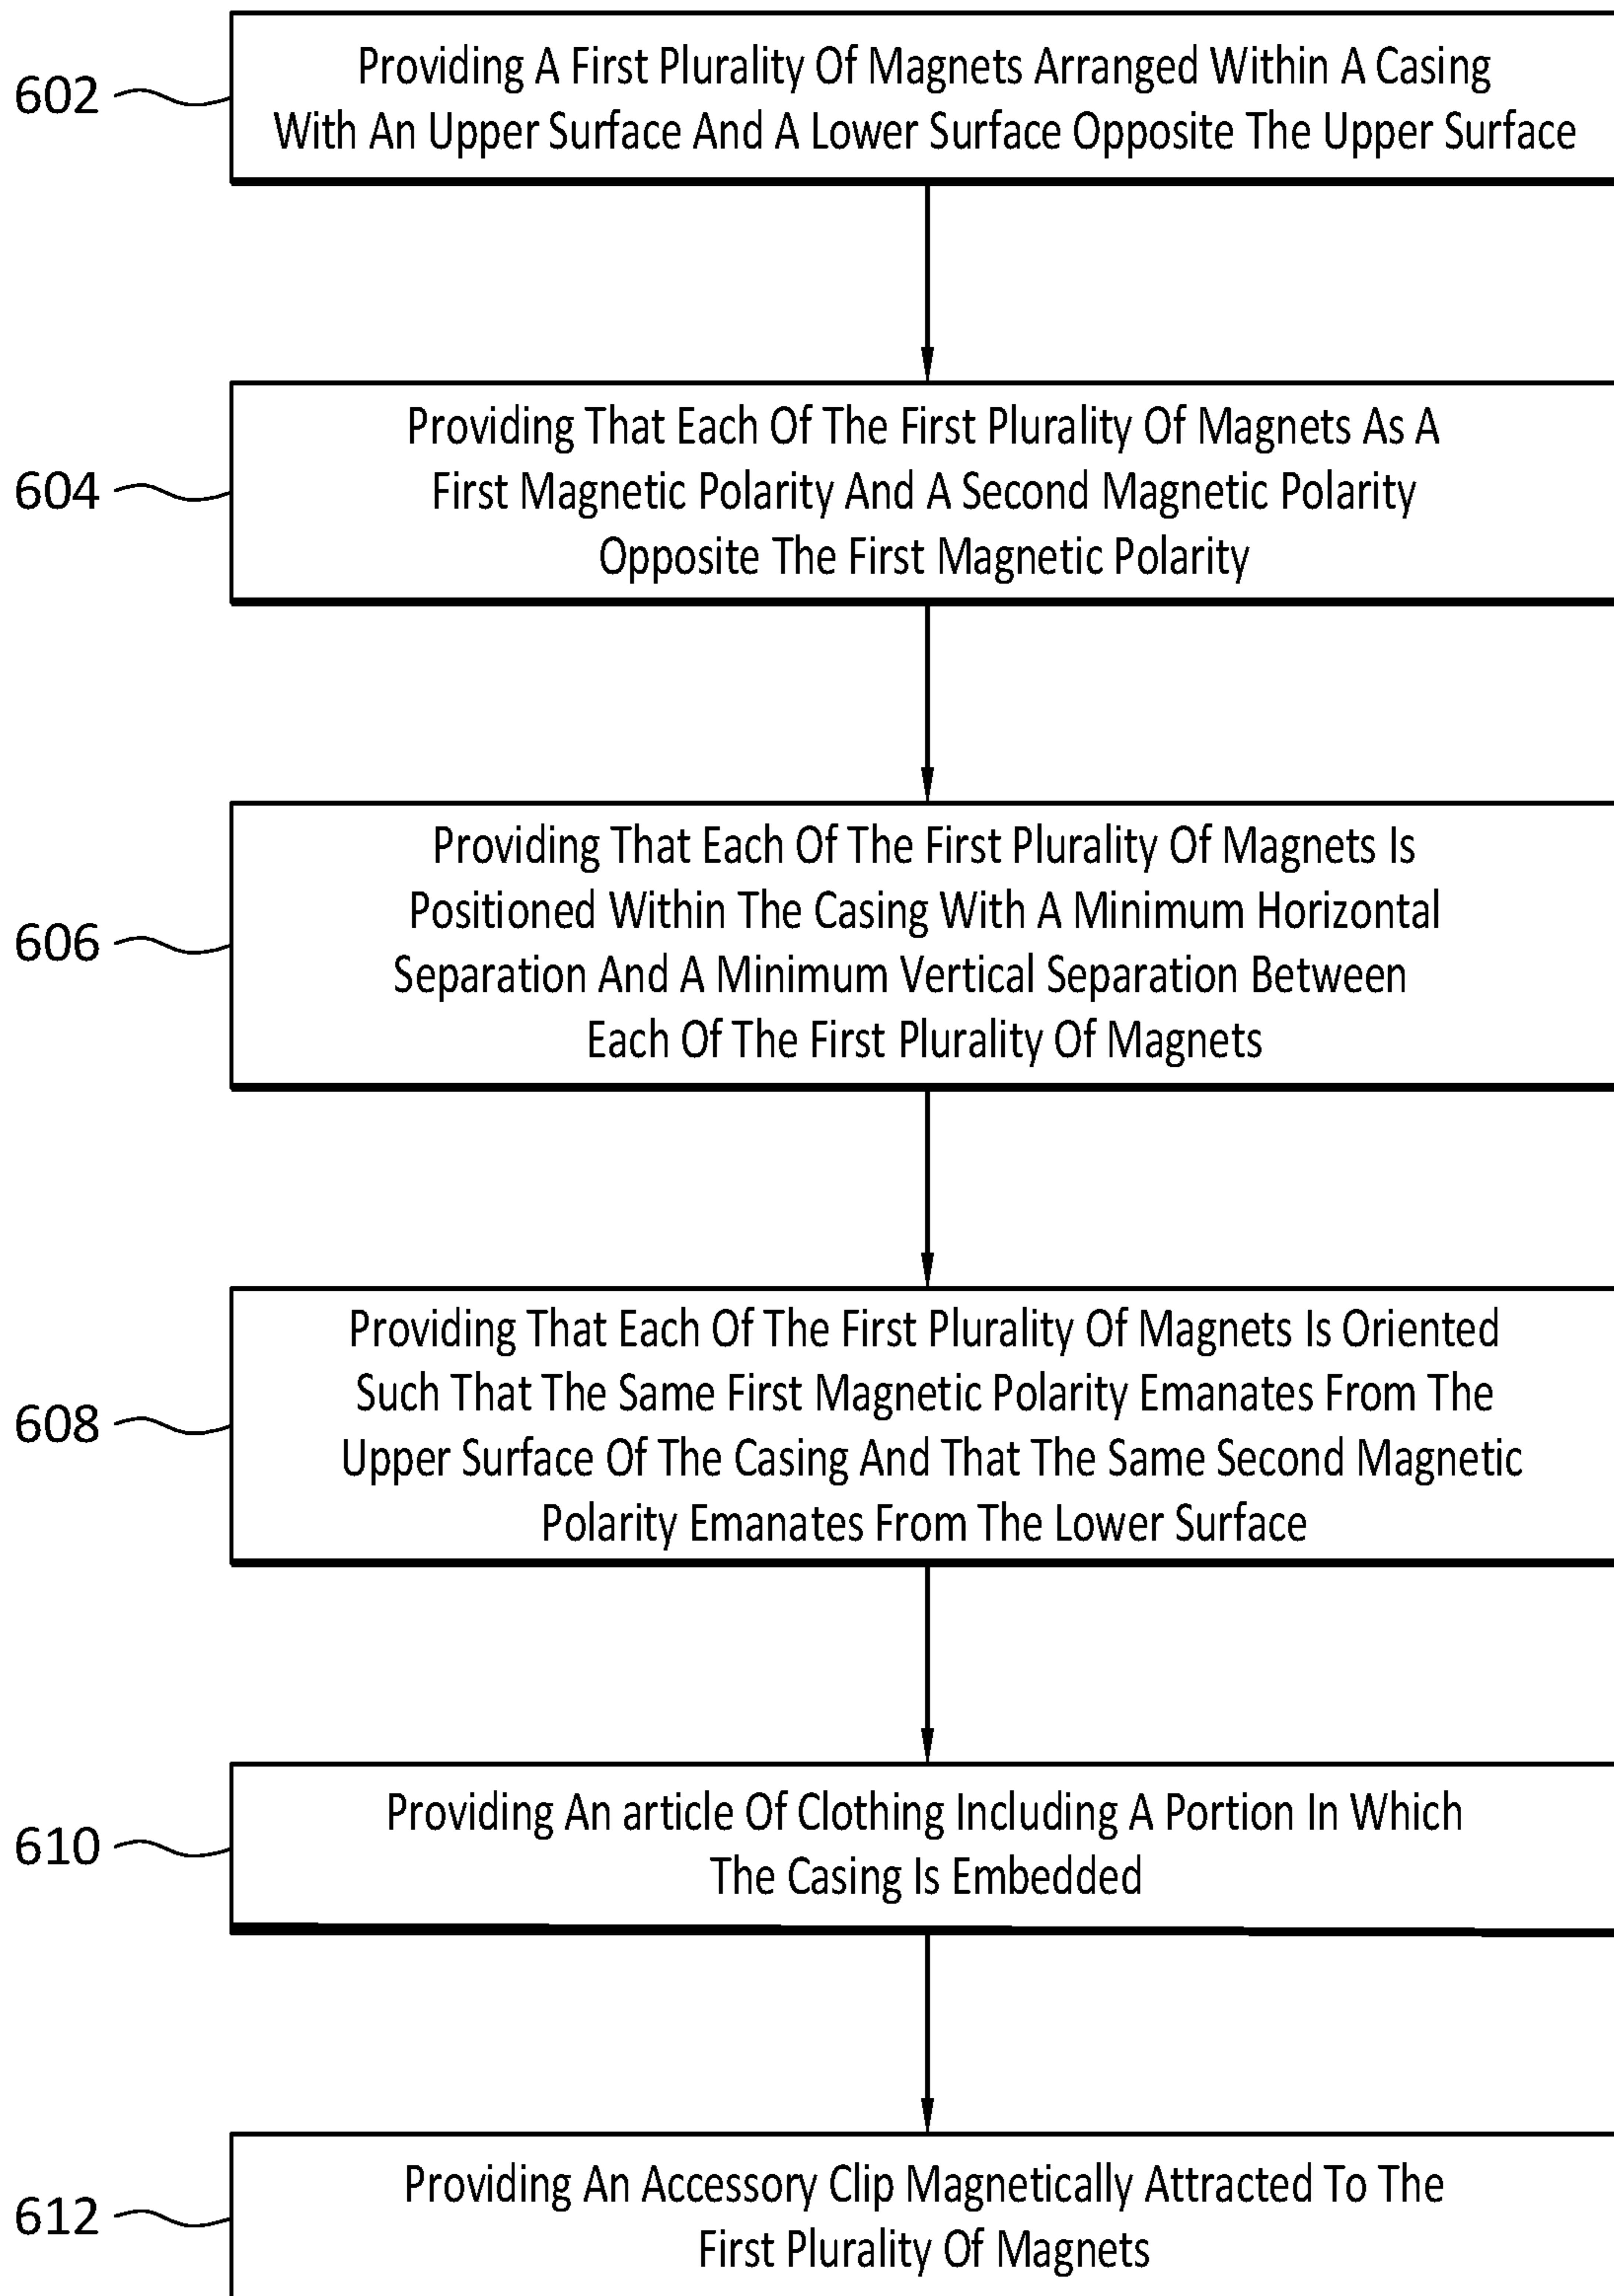 602
Providing A First Plurality Of Magnets Arranged Within A Casing
With An Upper Surface And A Lower Surface Opposite The Upper Surface
604
Providing That Each Of The First Plurality Of Magnets As A
First Magnetic Polarity And A Second Magnetic Polarity
Opposite The First Magnetic Polarity
606
Providing That Each Of The First Plurality Of Magnets Is
Positioned Within The Casing With A Minimum Horizontal
Separation And A Minimum Vertical Separation Between
Each Of The First Plurality Of Magnets
608
Providing That Each Of The First Plurality Of Magnets Is Oriented
Such That The Same First Magnetic Polarity Emanates From The
Upper Surface Of The Casing And That The Same Second Magnetic
Polarity Emanates From The Lower Surface
610
Providing An article Of Clothing Including A Portion In Which
The Casing Is Embedded
612
Providing An Accessory Clip Magnetically Attracted To The
First Plurality Of Magnets